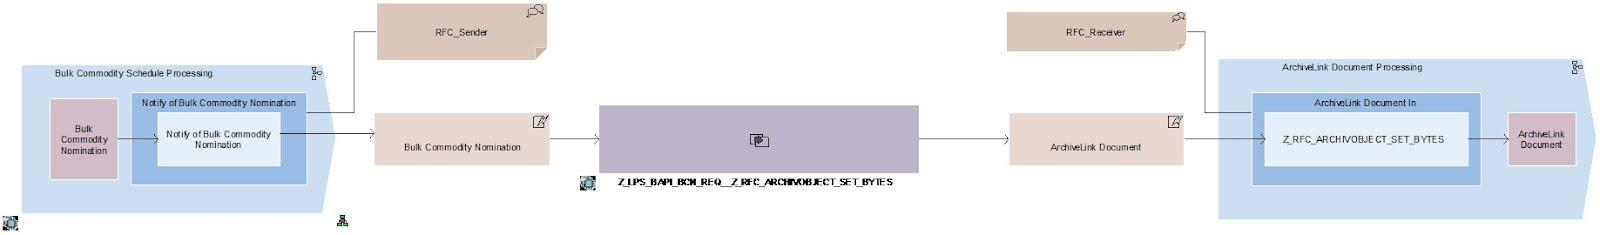 RFC_Sender
RFC_Receiver
Bulk Commodity Schedule Processing
Notify of Bulk Commodity Nomination
Bulk
Commodity
Nomination
Notify of Bulk Commodity
Nomination
Bulk Commodity Nomination
Z_LPS_BAPI_BCN_REQ__Z_RFC_ARCHIVOBJECT_SET_BYTES
ArchiveLink Document
ArchiveLink Document Processing
ArchiveLink Document In
Z_RFC_ARCHIVOBJECT_SET_BYTES
ArchiveLink
Document